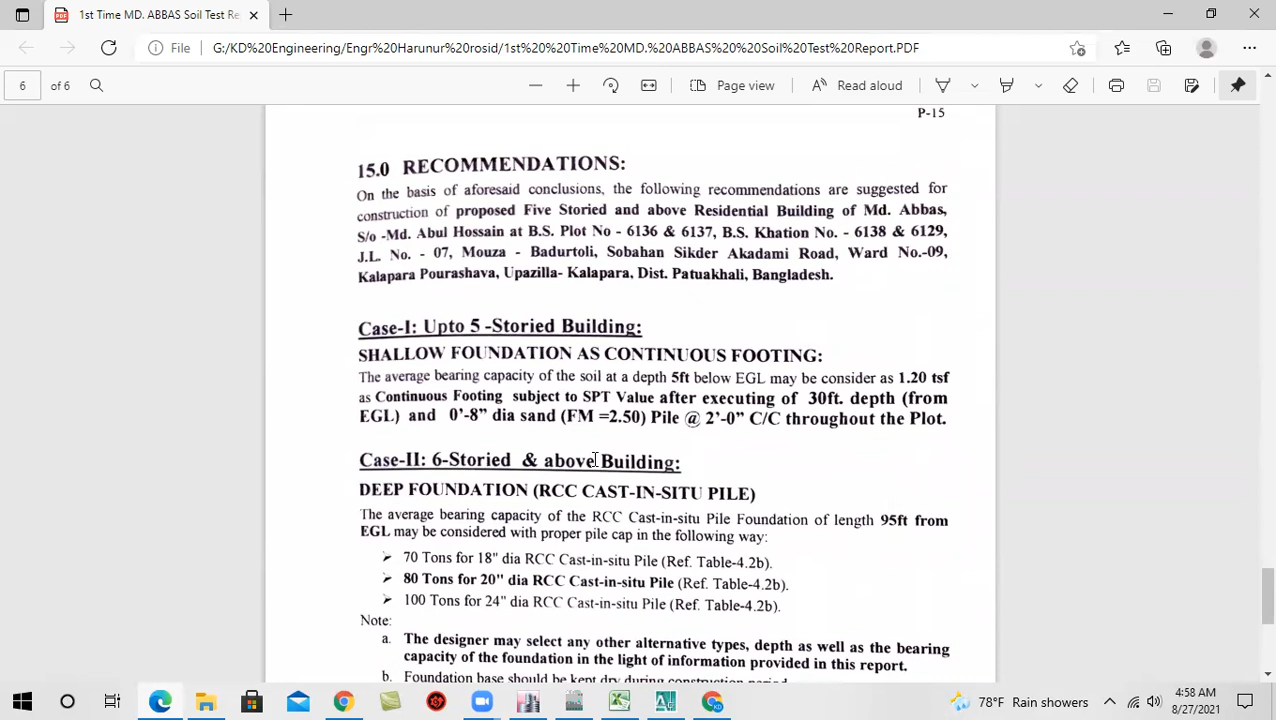 1st Time MD. ABBAS Soil Test Re
File G:/KD%20Engineering/Engr%20Harunur%20rosid/1st%20%20Time%20MD.%20ABBAS%20Soil%20Test%20Report.PDF
6 of 6 Page view Read aloud
P-15
15.0 RECOMMENDATIONS:
On the basis of aforesaid conclusions, the following recommendations are suggested for
construction of proposed Five Storied and above Residential Building of Md. Abbas,
S/o -Md. Abul Hossain at B.S. Plot No - 6136 & 6137, B.S. Khation No. - 6138 & 6129,
J.L. No. - 07, Mouza - Badurtoli, Sobahan Sikder Akadami Road, Ward No.-09,
Kalapara Pourashava, Upazilla- Kalapara, Dist. Patuakhali, Bangladesh.
Case-I: Upto 5 -Storied Building:
SHALLOW FOUNDATION AS CONTINUOUS FOOTING:
The average bearing capacity of the soil at a depth 5ft below EGL may be consider as 1.20 tsf
as Continuous Footing subject to SPT Value after executing of 30ft. depth (from
EGL) and 0'-8" dia sand (FM =2.50) Pile @ 2'-0" C/C throughout the Plot.
Case-II: 6-Storied & above Building:
DEEP FOUNDATION (RCC CAST-IN-SITU PILE)
The average bearing capacity of the RCC Cast-in-situ Pile Foundation of length 95ft from
EGL may be considered with proper pile cap in the following way:
➢ 70 Tons for 18" dia RCC Cast-in-situ Pile (Ref. Table-4.2b).
➢ 80 Tons for 20" dia RCC Cast-in-situ Pile (Ref. Table-4.2b).
➢ 100 Tons for 24" dia RCC Cast-in-situ Pile (Ref. Table-4.2b).
Note:
a. The designer may select any other alternative types, depth as well as the bearing
capacity of the foundation in the light of information provided in this report.
b. Foundation base should be kept dry during construction period.
78°F Rain showers
4:58 AM
8/27/2021